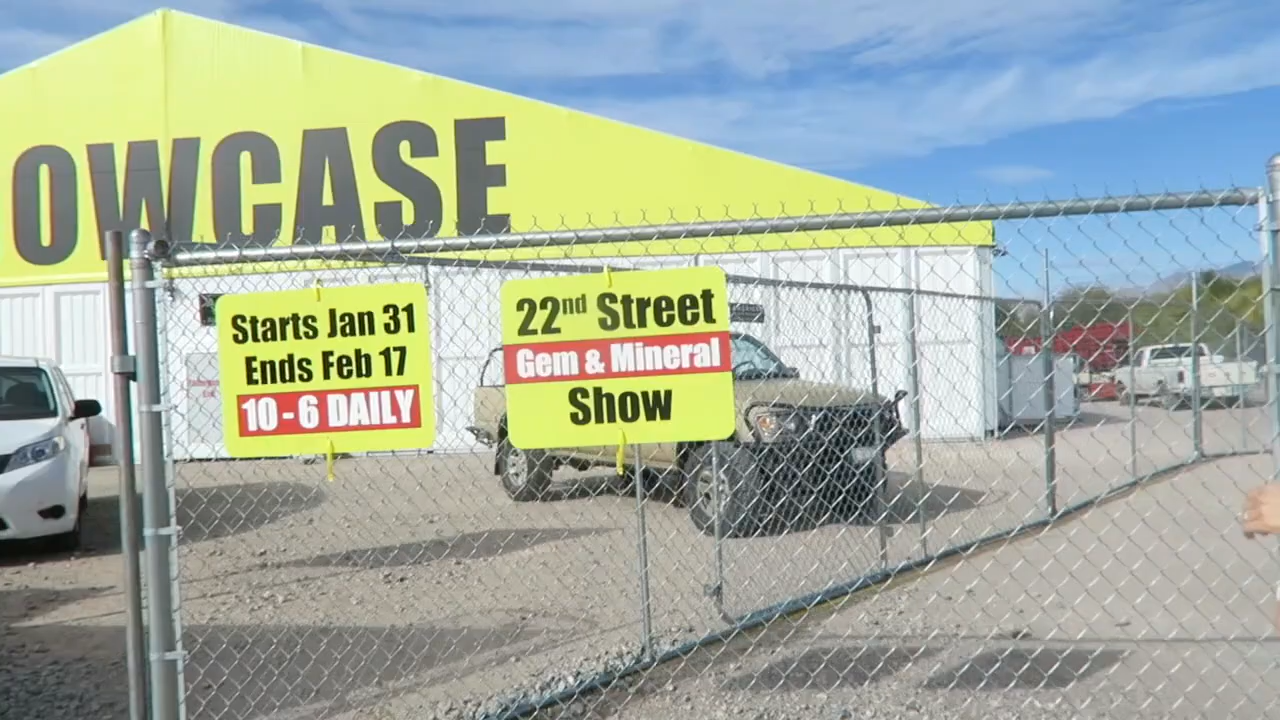 OWCASE
Starts Jan 31
Ends Feb 17
10 - 6 DAILY
22nd Street
Gem & Mineral
Show